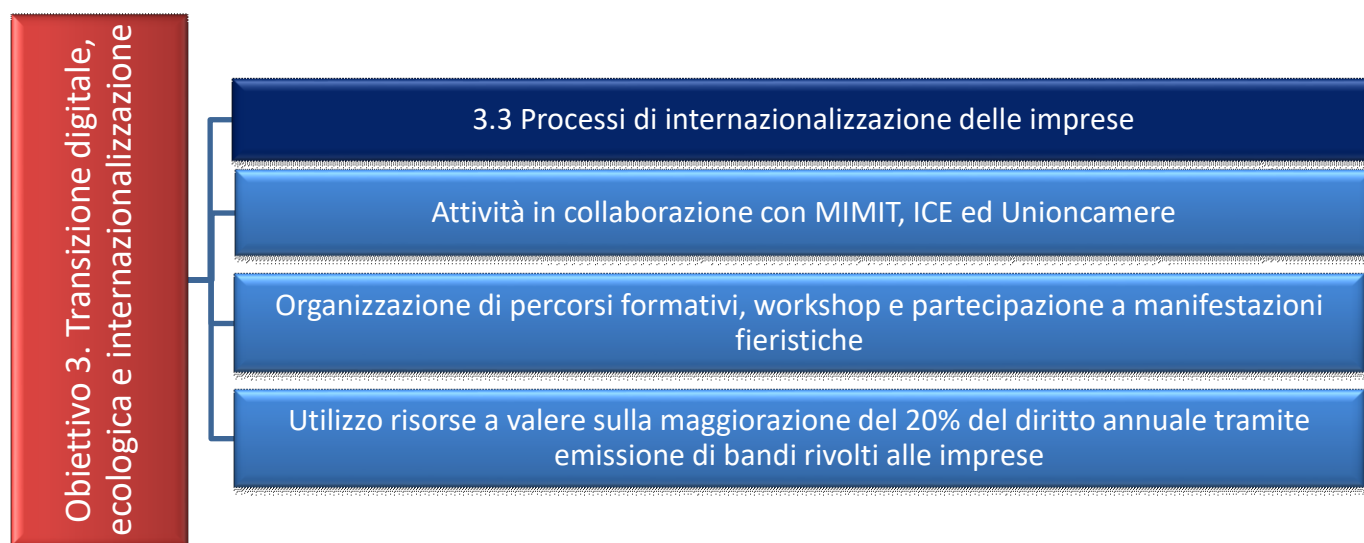 Obiettivo 3. Transizione digitale,
ecologica e internazionalizzazione
3.3 Processi di internazionalizzazione delle imprese
Attività in collaborazione con MIMIT, ICE ed Unioncamere
Organizzazione di percorsi formativi, workshop e partecipazione a manifestazioni
fieristiche
Utilizzo risorse a valere sulla maggiorazione del 20% del diritto annuale tramite
emissione di bandi rivolti alle imprese